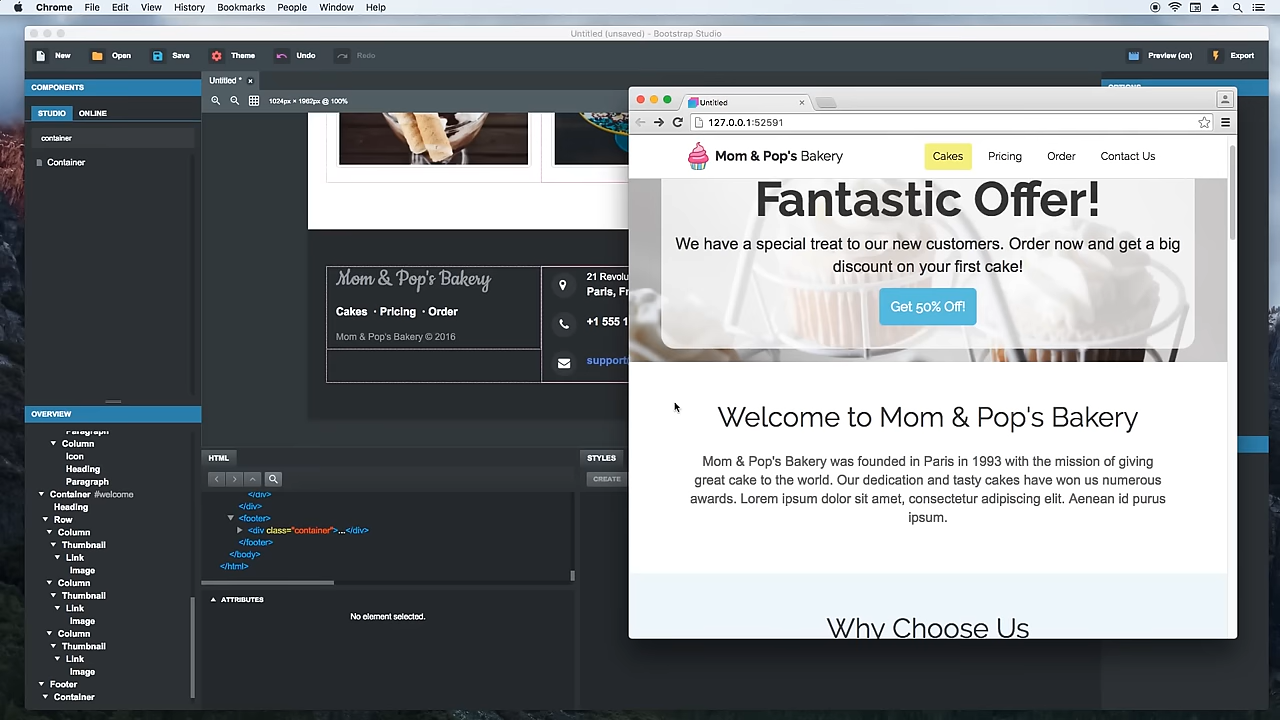 Chrome File Edit View History Bookmarks People Window Help
Untitled (unsaved) - Bootstrap Studio
New Open Save Theme Undo Redo Preview (on) Export
COMPONENTS
STUDIO ONLINE
container
Container
Untitled *
1024px × 1962px @ 100%
Mom & Pop's Bakery
Cakes · Pricing · Order
Mom & Pop's Bakery © 2016
21 Revolu
Paris, Fr
+1 555 1
support
Untitled
127.0.0.1:52591
Mom & Pop's Bakery Cakes Pricing Order Contact Us
Fantastic Offer!
We have a special treat to our new customers. Order now and get a big
discount on your first cake!
Get 50% Off!
Welcome to Mom & Pop's Bakery
Mom & Pop's Bakery was founded in Paris in 1993 with the mission of giving
great cake to the world. Our dedication and tasty cakes have won us numerous
awards. Lorem ipsum dolor sit amet, consectetur adipiscing elit. Aenean id purus
ipsum.
Why Choose Us
OVERVIEW
Paragraph
Column
Icon
Heading
Paragraph
Container #welcome
Heading
Row
Column
Thumbnail
Link
Image
Column
Thumbnail
Link
Image
Column
Thumbnail
Link
Image
Footer
Container
HTML
</div>
</div>
<footer>
<div class="container">...</div>
</footer>
</body>
</html>
ATTRIBUTES
No element selected.
STYLES
CREATE